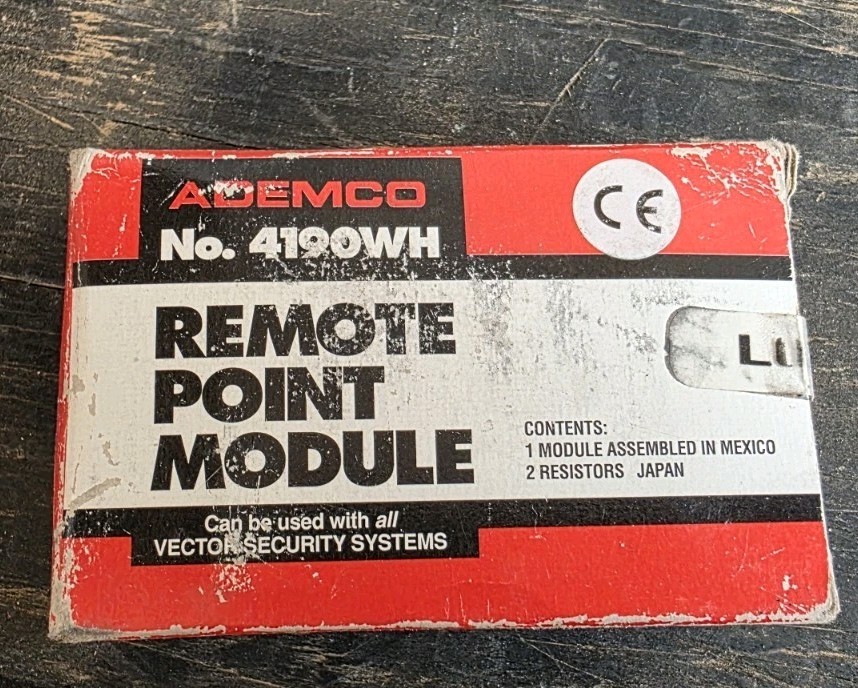 ADEMCO
No. 4190WH
CE
REMOTE
POINT
MODULE
CONTENTS:
1 MODULE ASSEMBLED IN MEXICO
2 RESISTORS JAPAN
Can be used with all
VECTOR SECURITY SYSTEMS